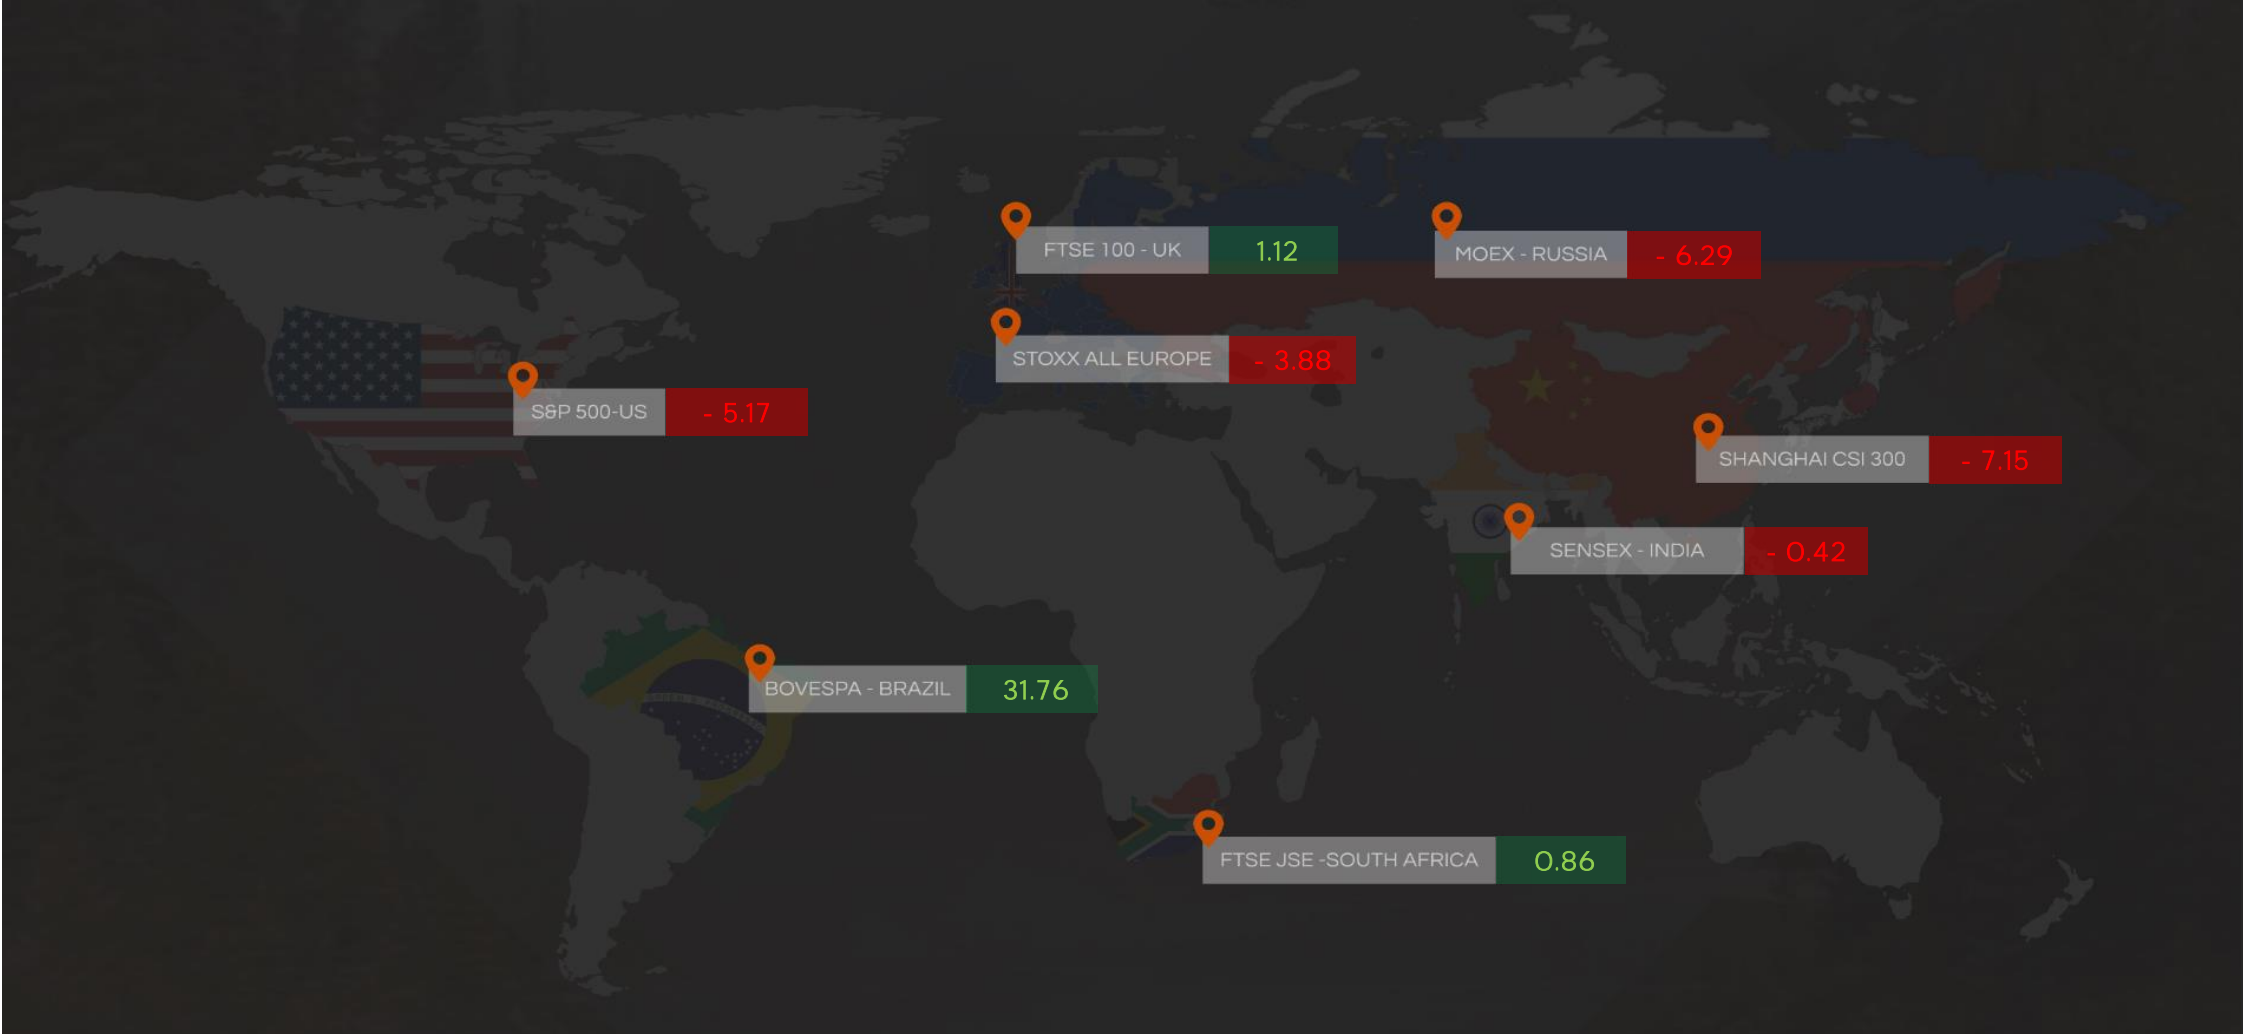 FTSE 100 - UK 1.12
MOEX - RUSSIA - 6.29
STOXX ALL EUROPE - 3.88
S&P 500-US - 5.17
SHANGHAI CSI 300 - 7.15
SENSEX - INDIA - 0.42
BOVESPA - BRAZIL 31.76
FTSE JSE -SOUTH AFRICA 0.86